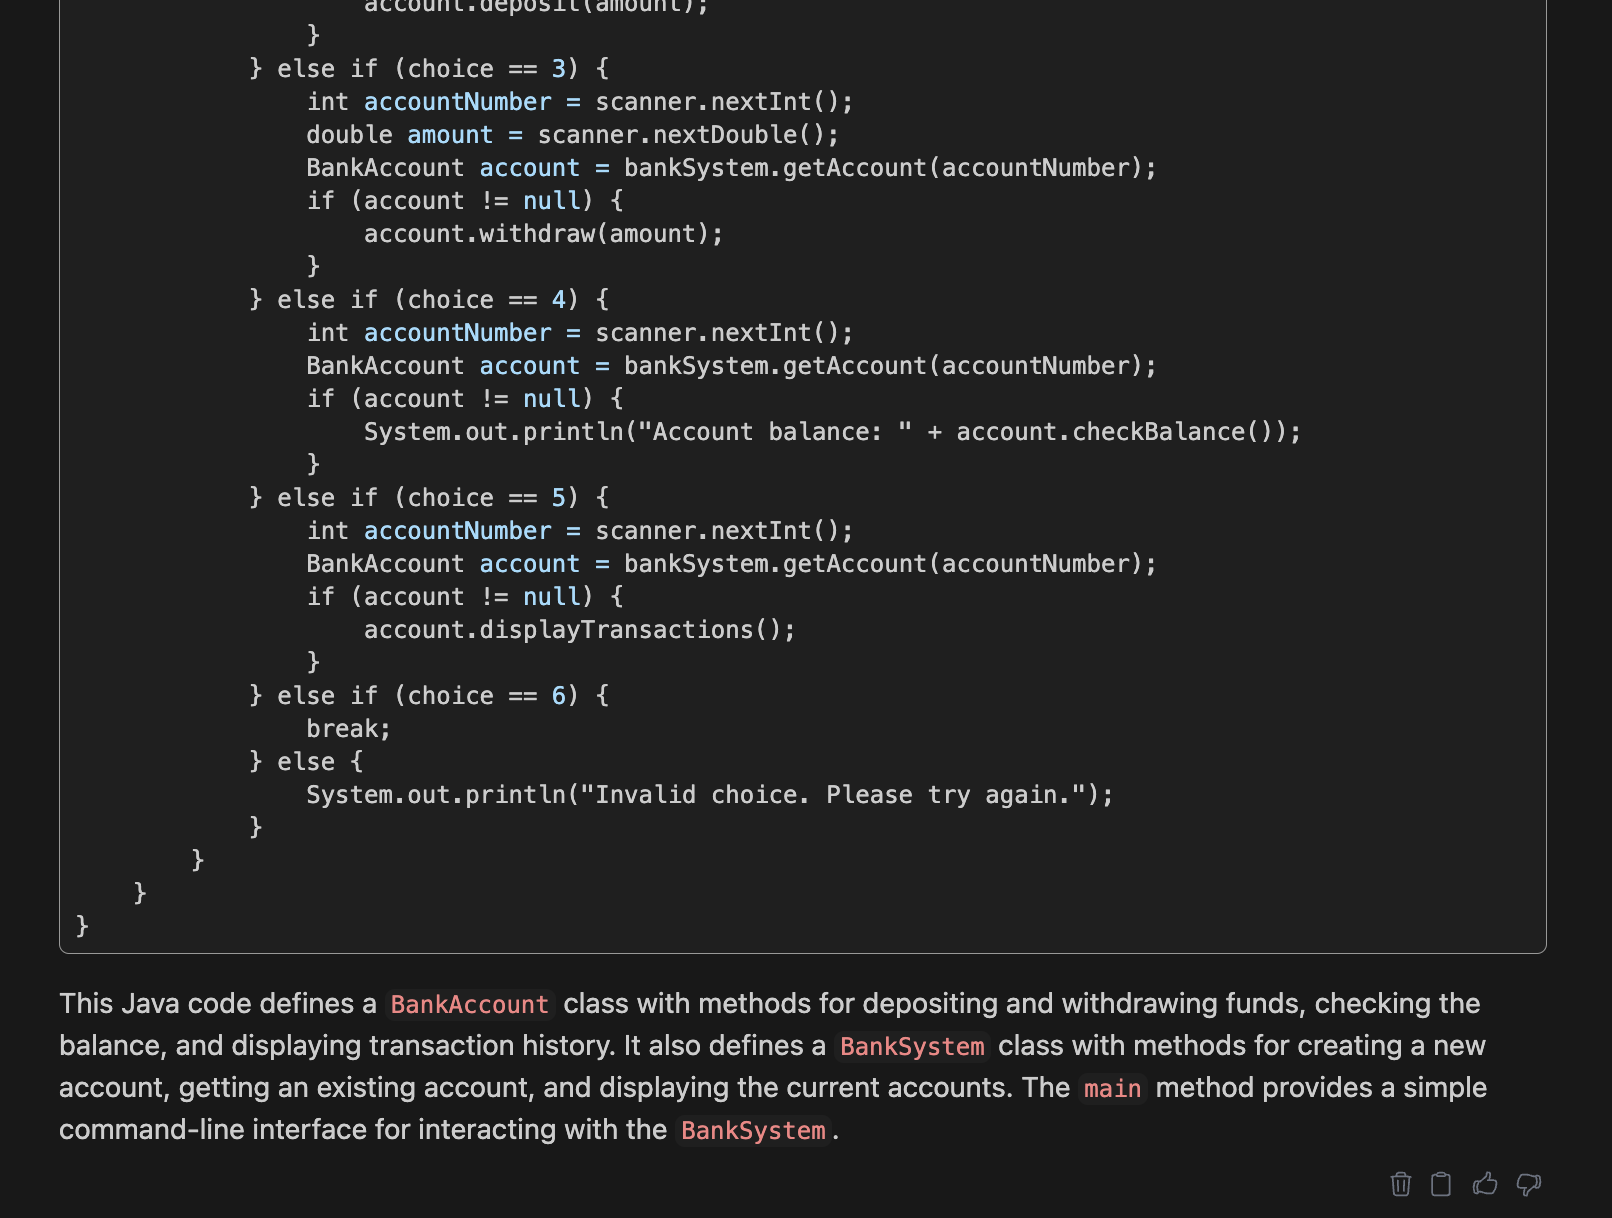 account.deposit(amount);
}
} else if (choice == 3) {
int accountNumber = scanner.nextInt();
double amount = scanner.nextDouble();
BankAccount account = bankSystem.getAccount(accountNumber);
if (account != null) {
account.withdraw(amount);
}
} else if (choice == 4) {
int accountNumber = scanner.nextInt();
BankAccount account = bankSystem.getAccount(accountNumber);
if (account != null) {
System.out.println("Account balance: " + account.checkBalance());
}
} else if (choice == 5) {
int accountNumber = scanner.nextInt();
BankAccount account = bankSystem.getAccount(accountNumber);
if (account != null) {
account.displayTransactions();
}
} else if (choice == 6) {
break;
} else {
System.out.println("Invalid choice. Please try again.");
}
}
}
}
This Java code defines a BankAccount class with methods for depositing and withdrawing funds, checking the
balance, and displaying transaction history. It also defines a BankSystem class with methods for creating a new
account, getting an existing account, and displaying the current accounts. The main method provides a simple
command-line interface for interacting with the BankSystem.